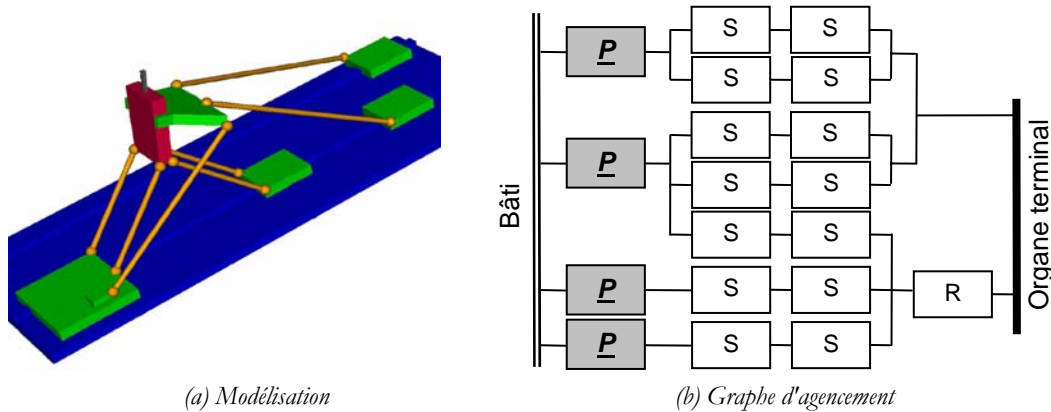 S S
P
S S
S S
P
S S
S S
P S S R
P S S
Bâti
Organe terminal
(a) Modélisation
(b) Graphe d'agencement